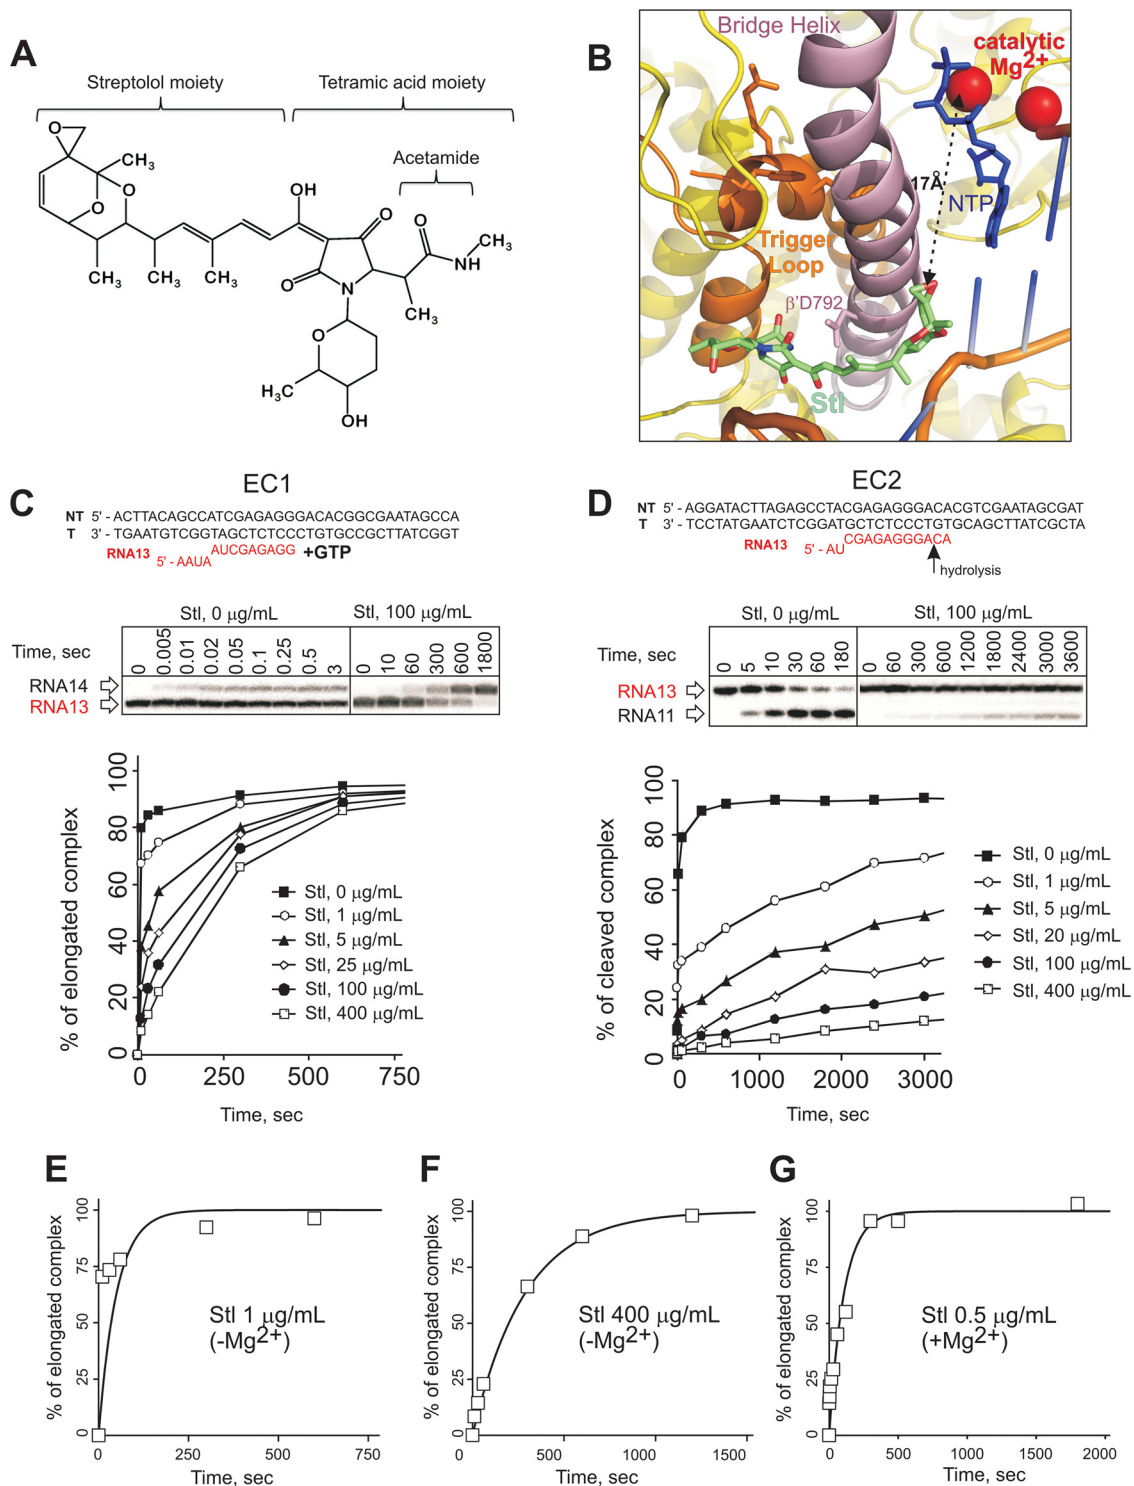 A
Streptolol moiety
Tetramic acid moiety
Acetamide
O
CH₃
O
O
OH
O
O
CH₃
NH
CH₃
CH₃
CH₃
O
N
CH₃
O
H₃C
OH
B
Bridge Helix
catalytic
Mg²⁺
17Å
NTP
Trigger
Loop
β'D792
Stl
C
EC1
NT 5' - ACTTACAGCCATCGAGAGGGACACGGCGAATAGCCA
T 3' - TGAATGTCGGTAGCTCTCCCTGTGCCGCTTATCGGT
RNA13 5' - AAUA AUCGAGAGG +GTP
Stl, 0 μg/mL
Stl, 100 μg/mL
Time, sec 0 0.005 0.01 0.02 0.05 0.1 0.25 0.5 3 0 10 60 300 600 1800
RNA14
RNA13
% of elongated complex
100
80
60
40
20
0
Stl, 0 μg/mL
Stl, 1 μg/mL
Stl, 5 μg/mL
Stl, 25 μg/mL
Stl, 100 μg/mL
Stl, 400 μg/mL
0 250 500 750
Time, sec
D
EC2
NT 5' - AGGATACTTAGAGCCTACGAGAGGGACACGTCGAATAGCGAT
T 3' - TCCTATGAATCTCGGATGCTCTCCCTGTGCAGCTTATCGCTA
RNA13 5' - AU CGAGAGGGACA
hydrolysis
Stl, 0 μg/mL
Stl, 100 μg/mL
Time, sec 0 5 10 30 60 180 0 60 300 600 1200 1800 2400 3000 3600
RNA13
RNA11
% of cleaved complex
100
80
60
40
20
0
Stl, 0 μg/mL
Stl, 1 μg/mL
Stl, 5 μg/mL
Stl, 20 μg/mL
Stl, 100 μg/mL
Stl, 400 μg/mL
0 1000 2000 3000
Time, sec
E
% of elongated complex
100
75
50
25
0
Stl 1 μg/mL
(-Mg²⁺)
0 250 500 750
Time, sec
F
% of elongated complex
100
75
50
25
0
Stl 400 μg/mL
(-Mg²⁺)
0 500 1000 1500
Time, sec
G
% of elongated complex
100
75
50
25
0
Stl 0.5 μg/mL
(+Mg²⁺)
0 500 1000 1500 2000
Time, sec